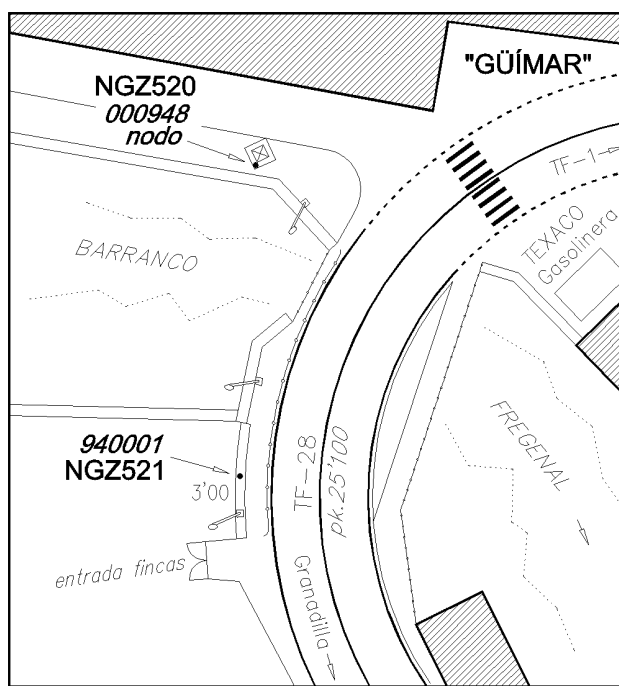 "GÜÍMAR"
NGZ520
000948
nodo
TF-1
TEXACO
Gasolinera
BARRANCO
FREGENAL
940001
NGZ521
3'00
TF-28
pk.25'100
entrada fincas
Granadilla